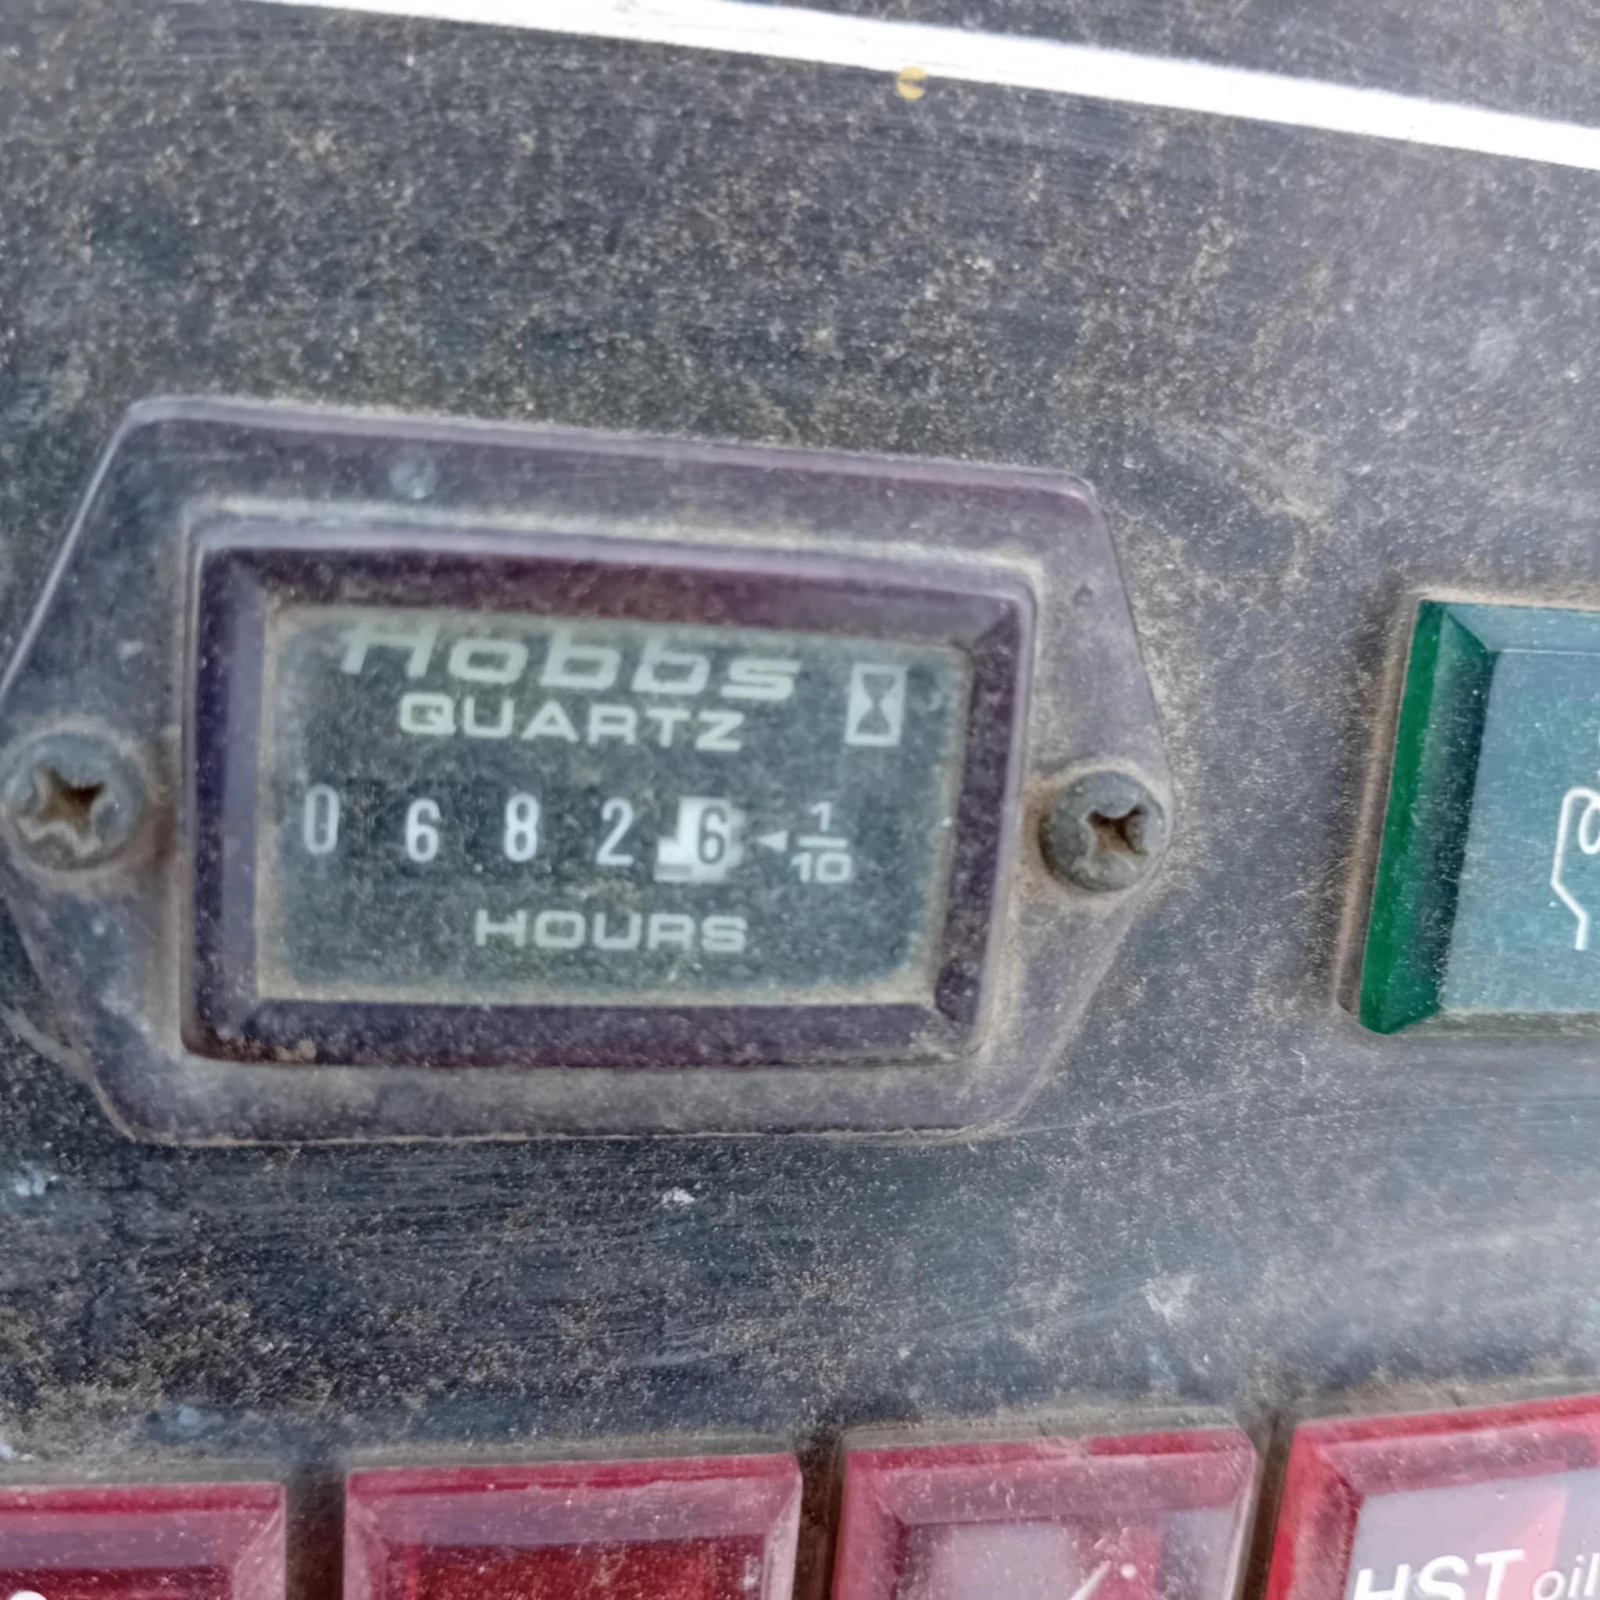 Hobbs
QUARTZ
0 6 8 2 6 ◄ 1/10
HOURS
HST oil